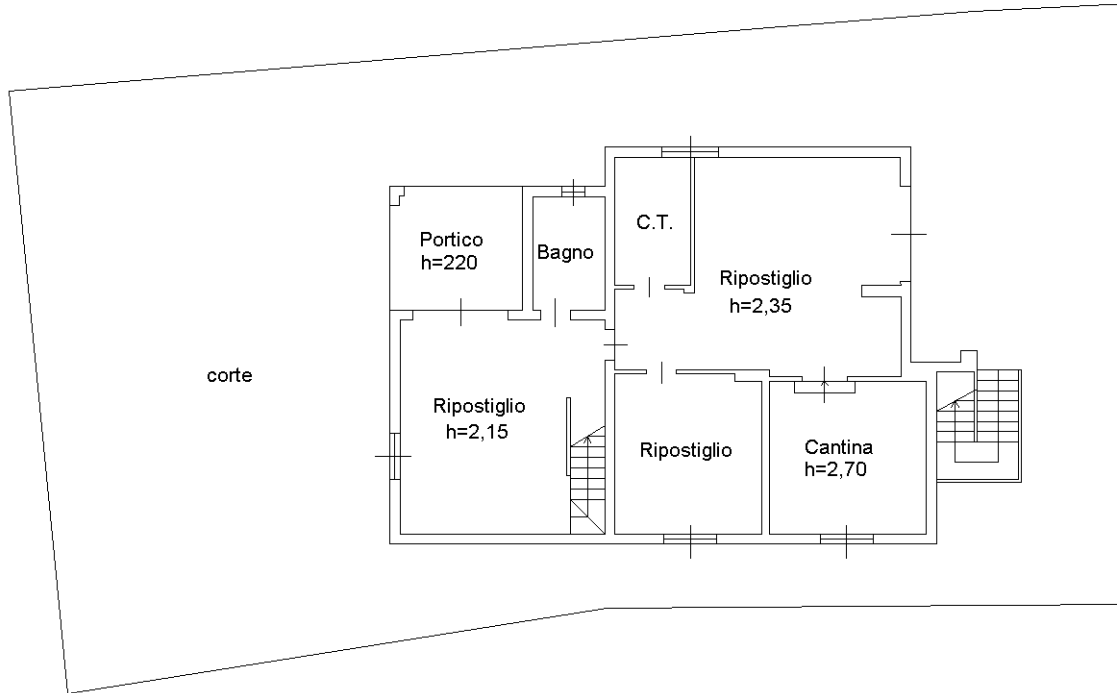 Portico
h=220
Bagno
C.T.
Ripostiglio
h=2,35
corte
Ripostiglio
h=2,15
Ripostiglio
Cantina
h=2,70